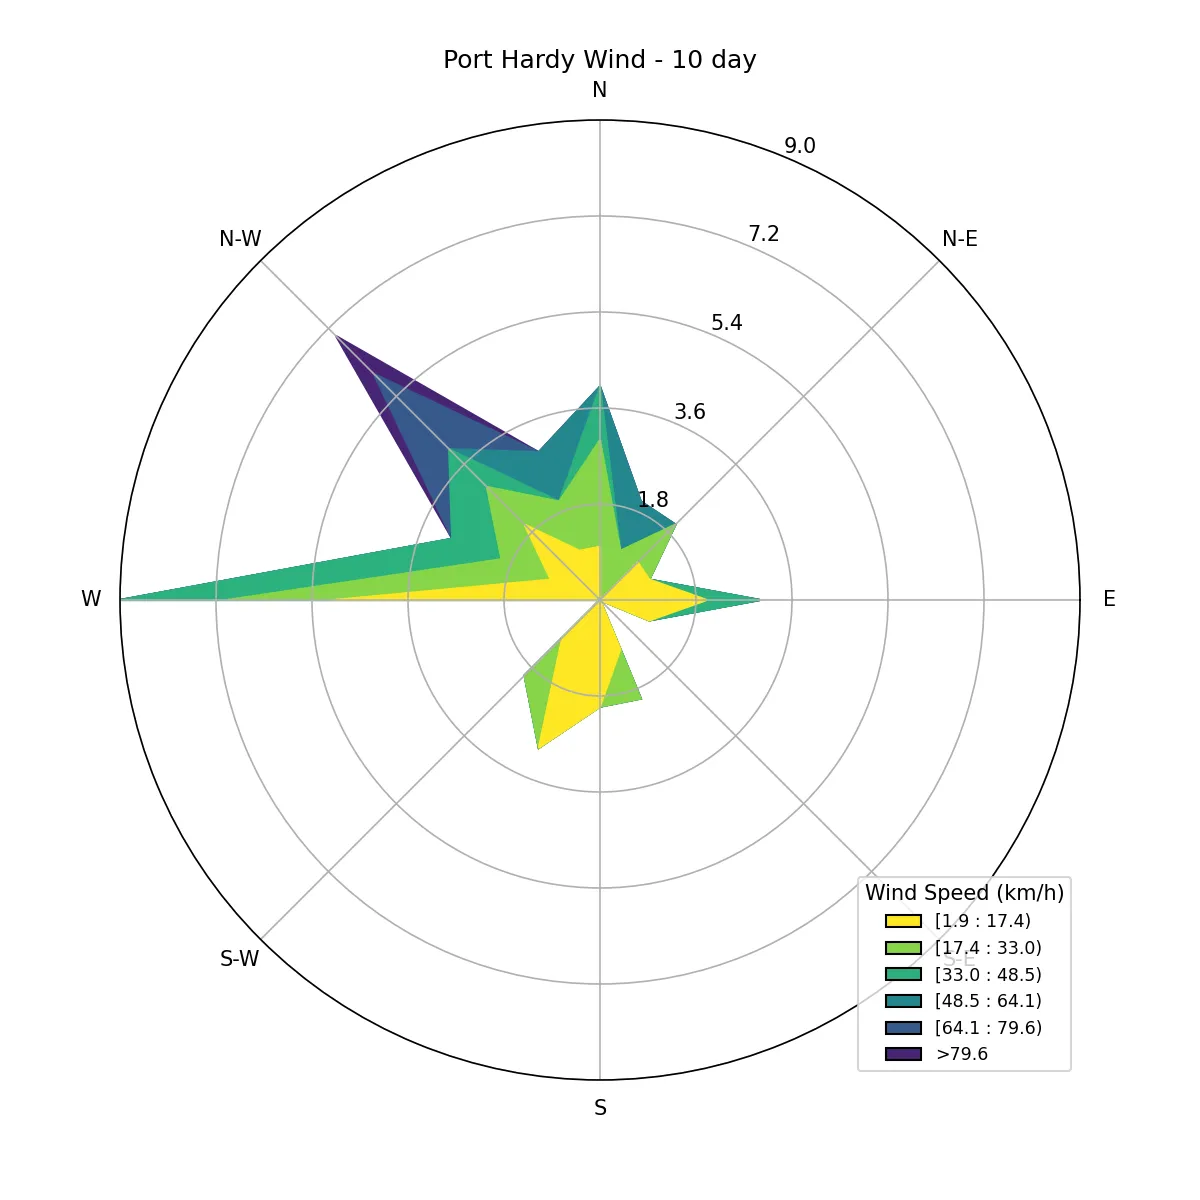 Port Hardy Wind - 10 day
N
9.0
N-W
7.2
N-E
5.4
3.6
1.8
W
E
S-W
S-E
S
Wind Speed (km/h)
[1.9 : 17.4)
[17.4 : 33.0)
[33.0 : 48.5)
[48.5 : 64.1)
[64.1 : 79.6)
>79.6